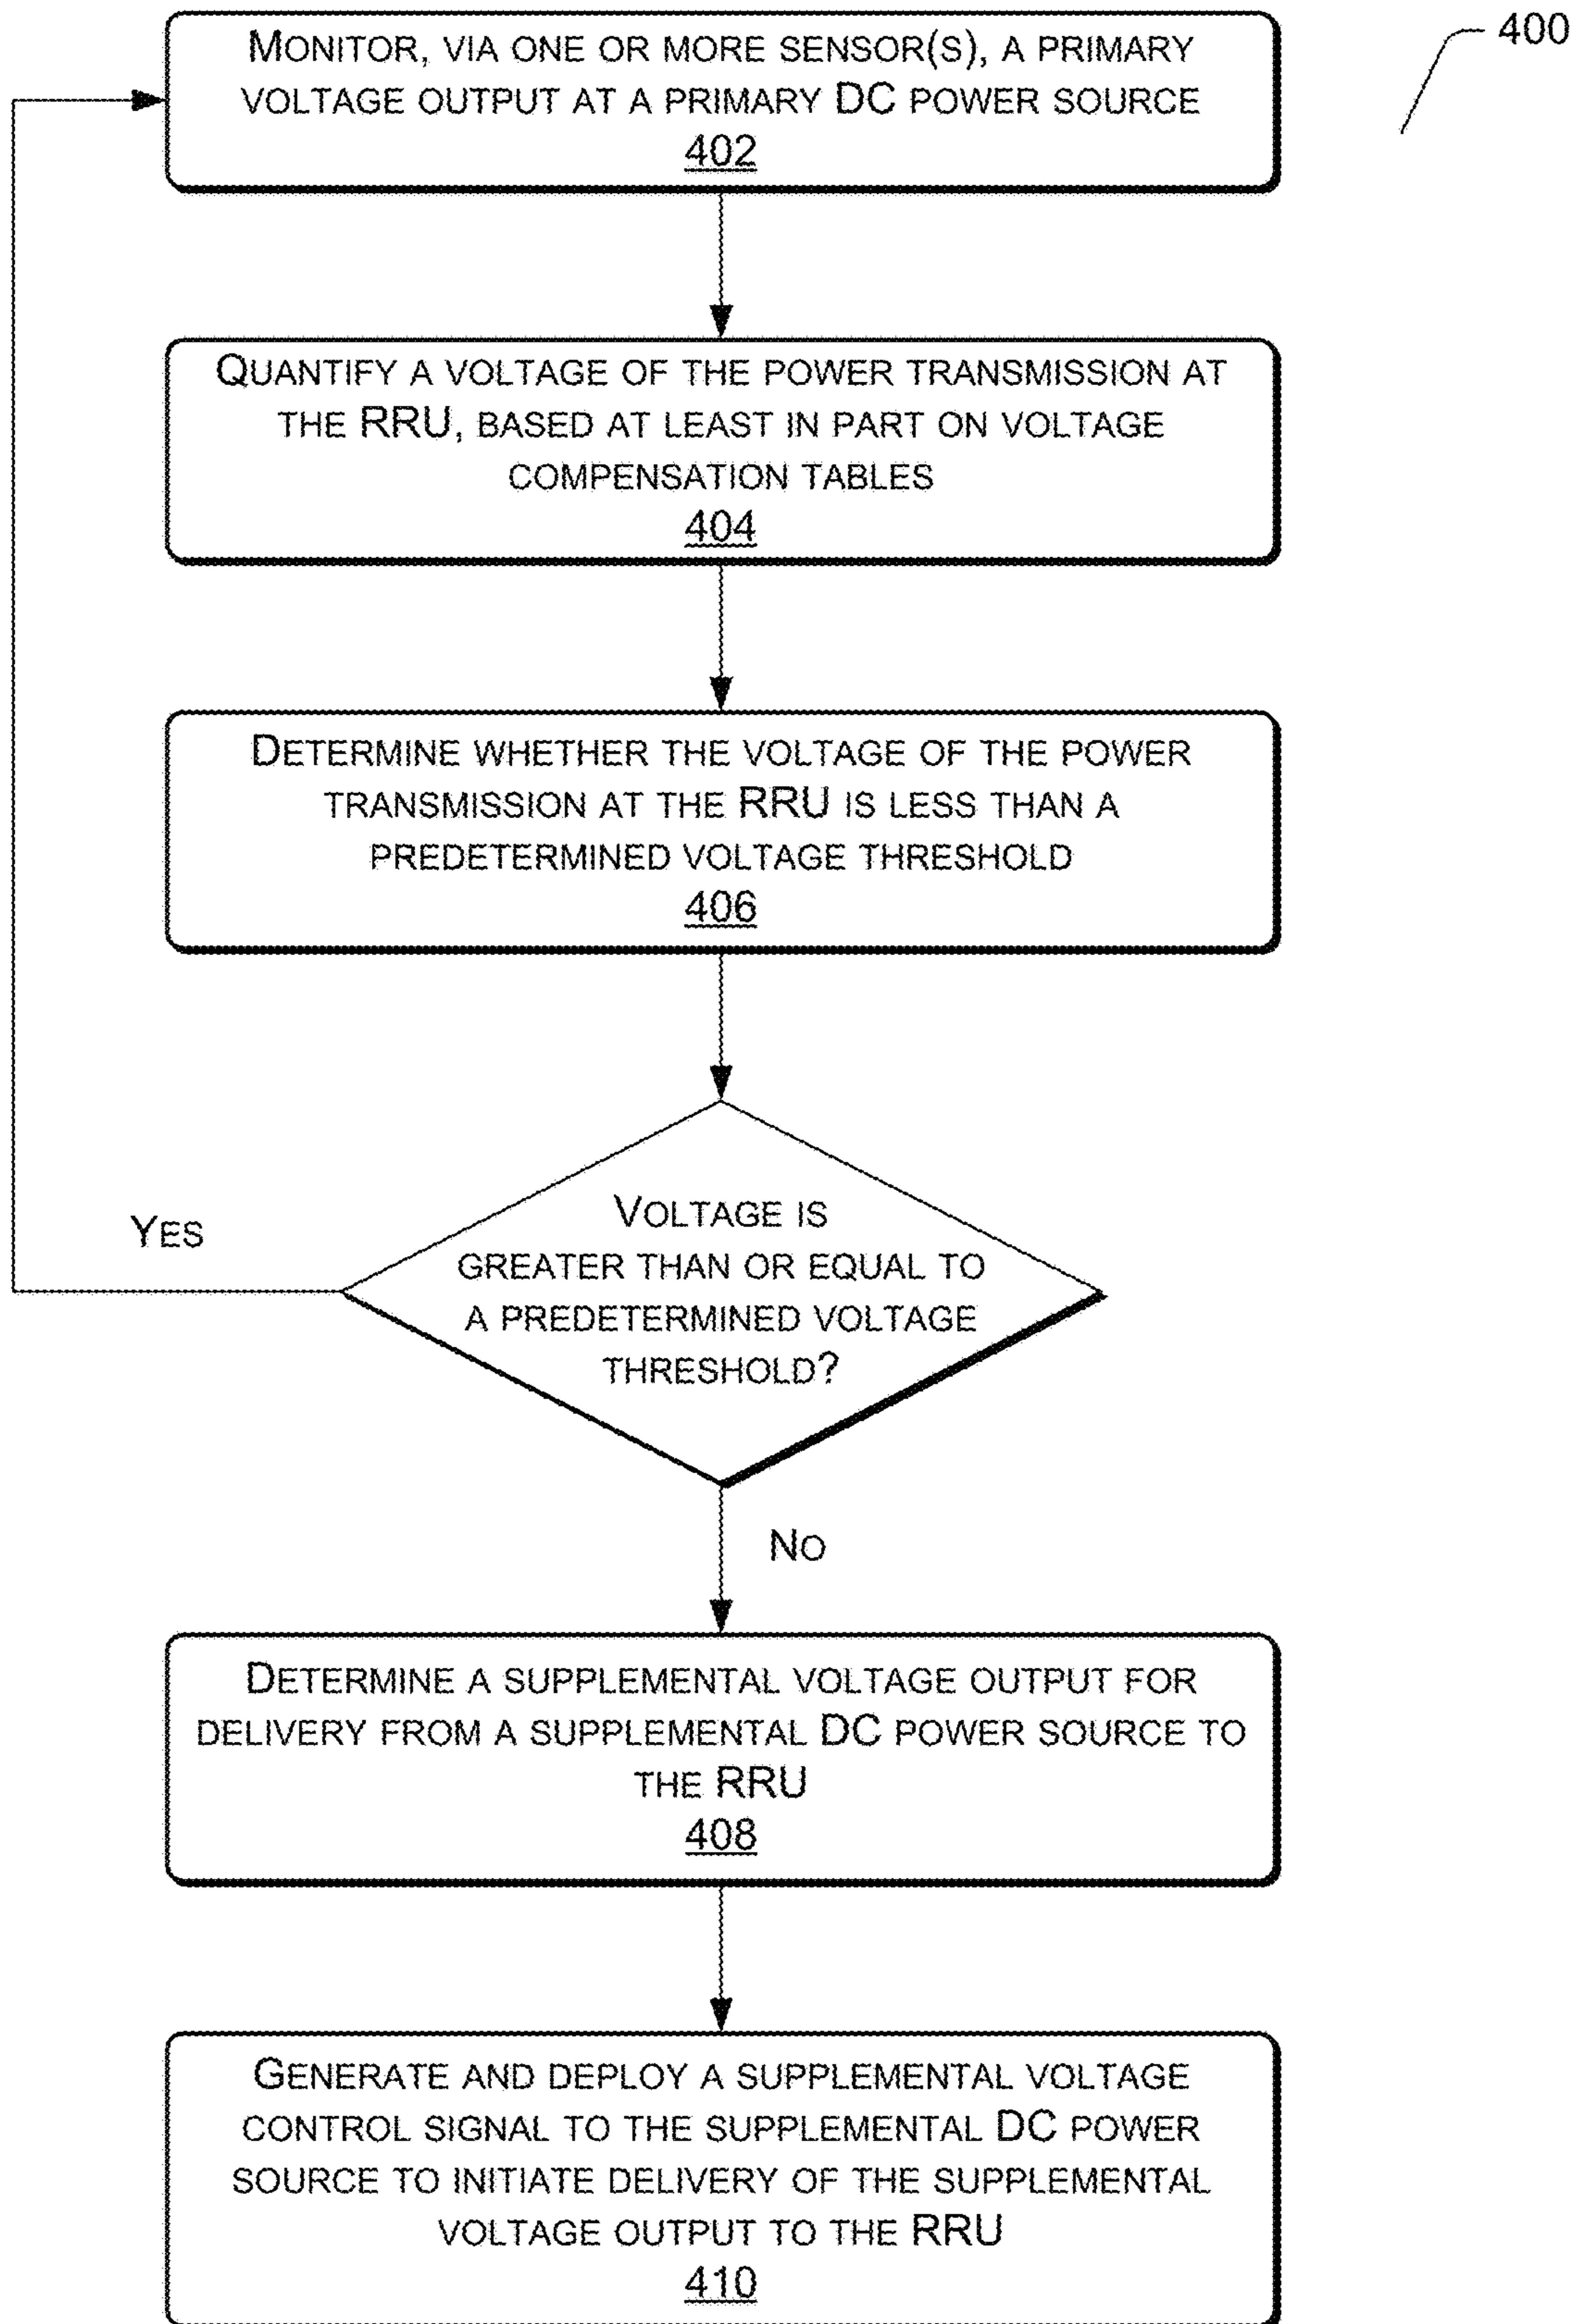 400
MONITOR, VIA ONE OR MORE SENSOR(S), A PRIMARY
VOLTAGE OUTPUT AT A PRIMARY DC POWER SOURCE
402
QUANTIFY A VOLTAGE OF THE POWER TRANSMISSION AT
THE RRU, BASED AT LEAST IN PART ON VOLTAGE
COMPENSATION TABLES
404
DETERMINE WHETHER THE VOLTAGE OF THE POWER
TRANSMISSION AT THE RRU IS LESS THAN A
PREDETERMINED VOLTAGE THRESHOLD
406
VOLTAGE IS
GREATER THAN OR EQUAL TO
A PREDETERMINED VOLTAGE
THRESHOLD?
YES
NO
DETERMINE A SUPPLEMENTAL VOLTAGE OUTPUT FOR
DELIVERY FROM A SUPPLEMENTAL DC POWER SOURCE TO
THE RRU
408
GENERATE AND DEPLOY A SUPPLEMENTAL VOLTAGE
CONTROL SIGNAL TO THE SUPPLEMENTAL DC POWER
SOURCE TO INITIATE DELIVERY OF THE SUPPLEMENTAL
VOLTAGE OUTPUT TO THE RRU
410